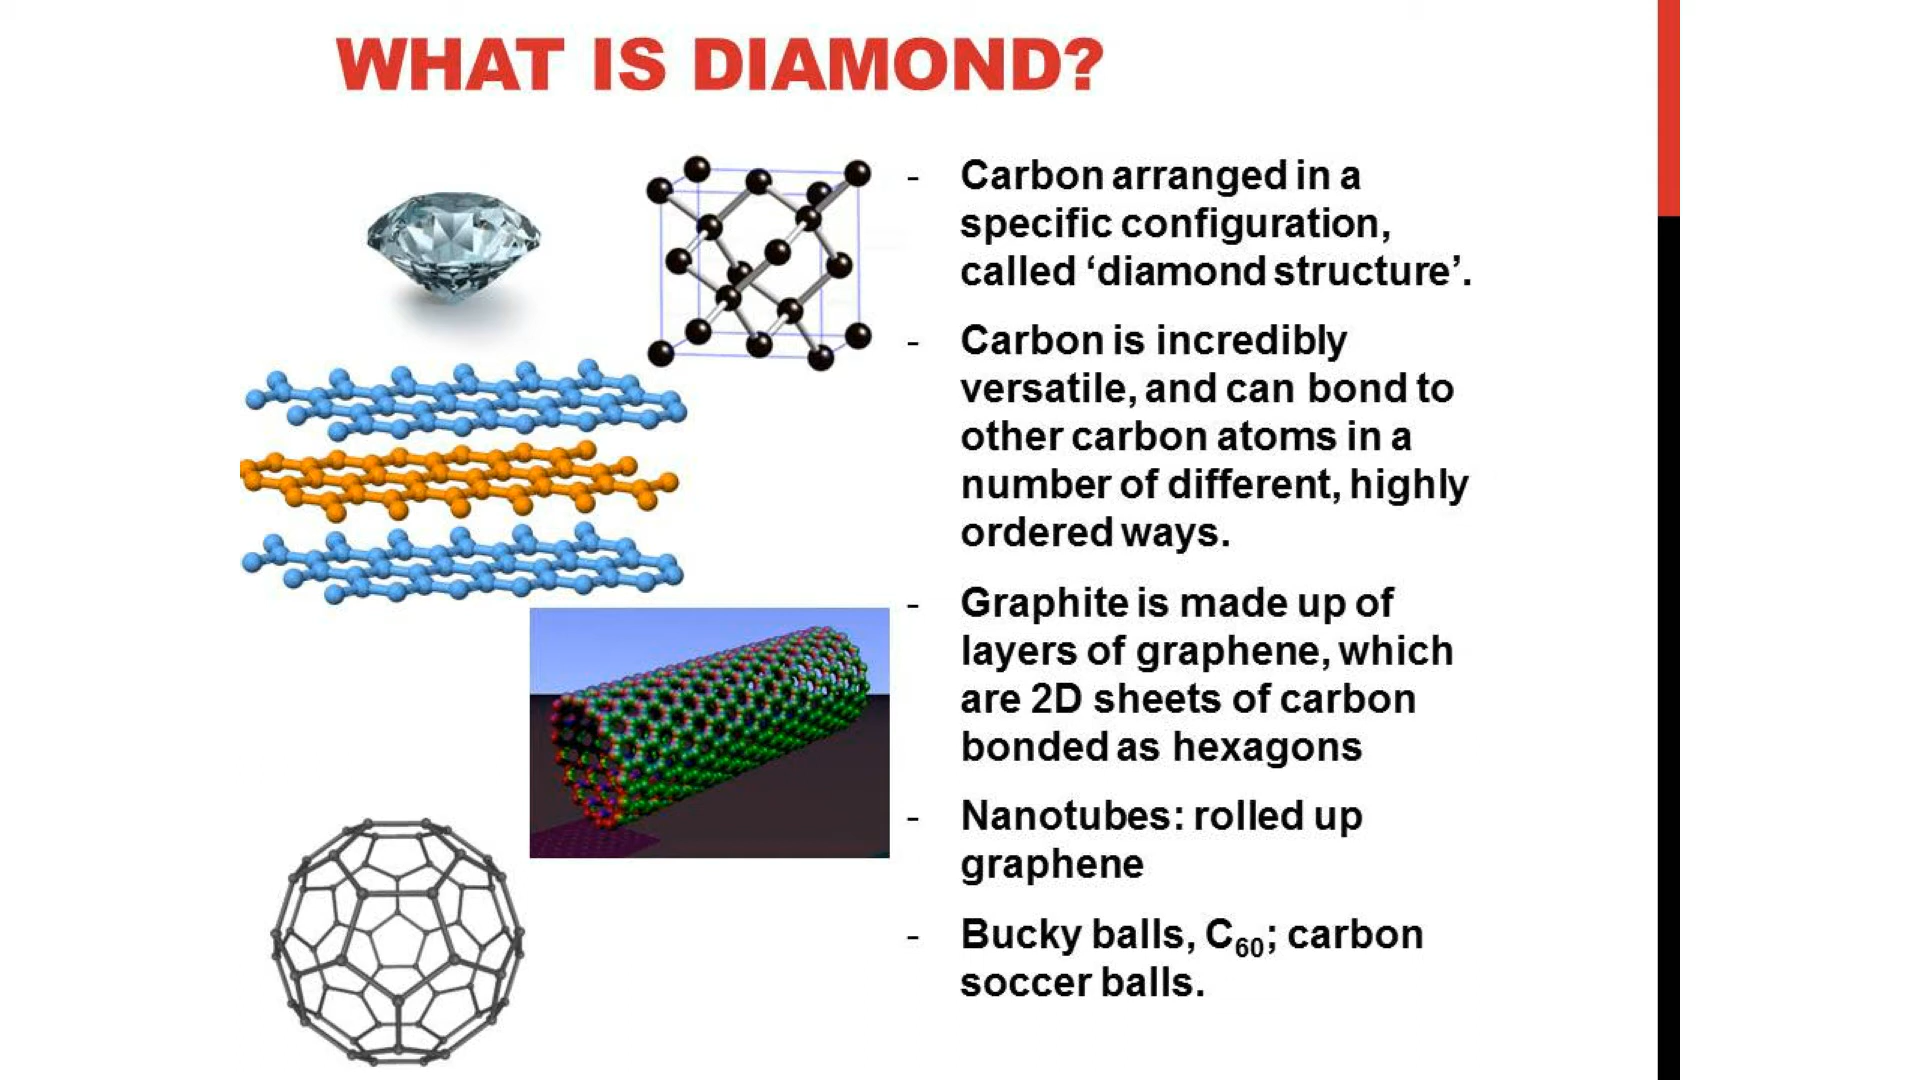 WHAT IS DIAMOND?
- Carbon arranged in a
specific configuration,
called ‘diamond structure’.
- Carbon is incredibly
versatile, and can bond to
other carbon atoms in a
number of different, highly
ordered ways.
- Graphite is made up of
layers of graphene, which
are 2D sheets of carbon
bonded as hexagons
- Nanotubes: rolled up
graphene
- Bucky balls, C₆₀; carbon
soccer balls.